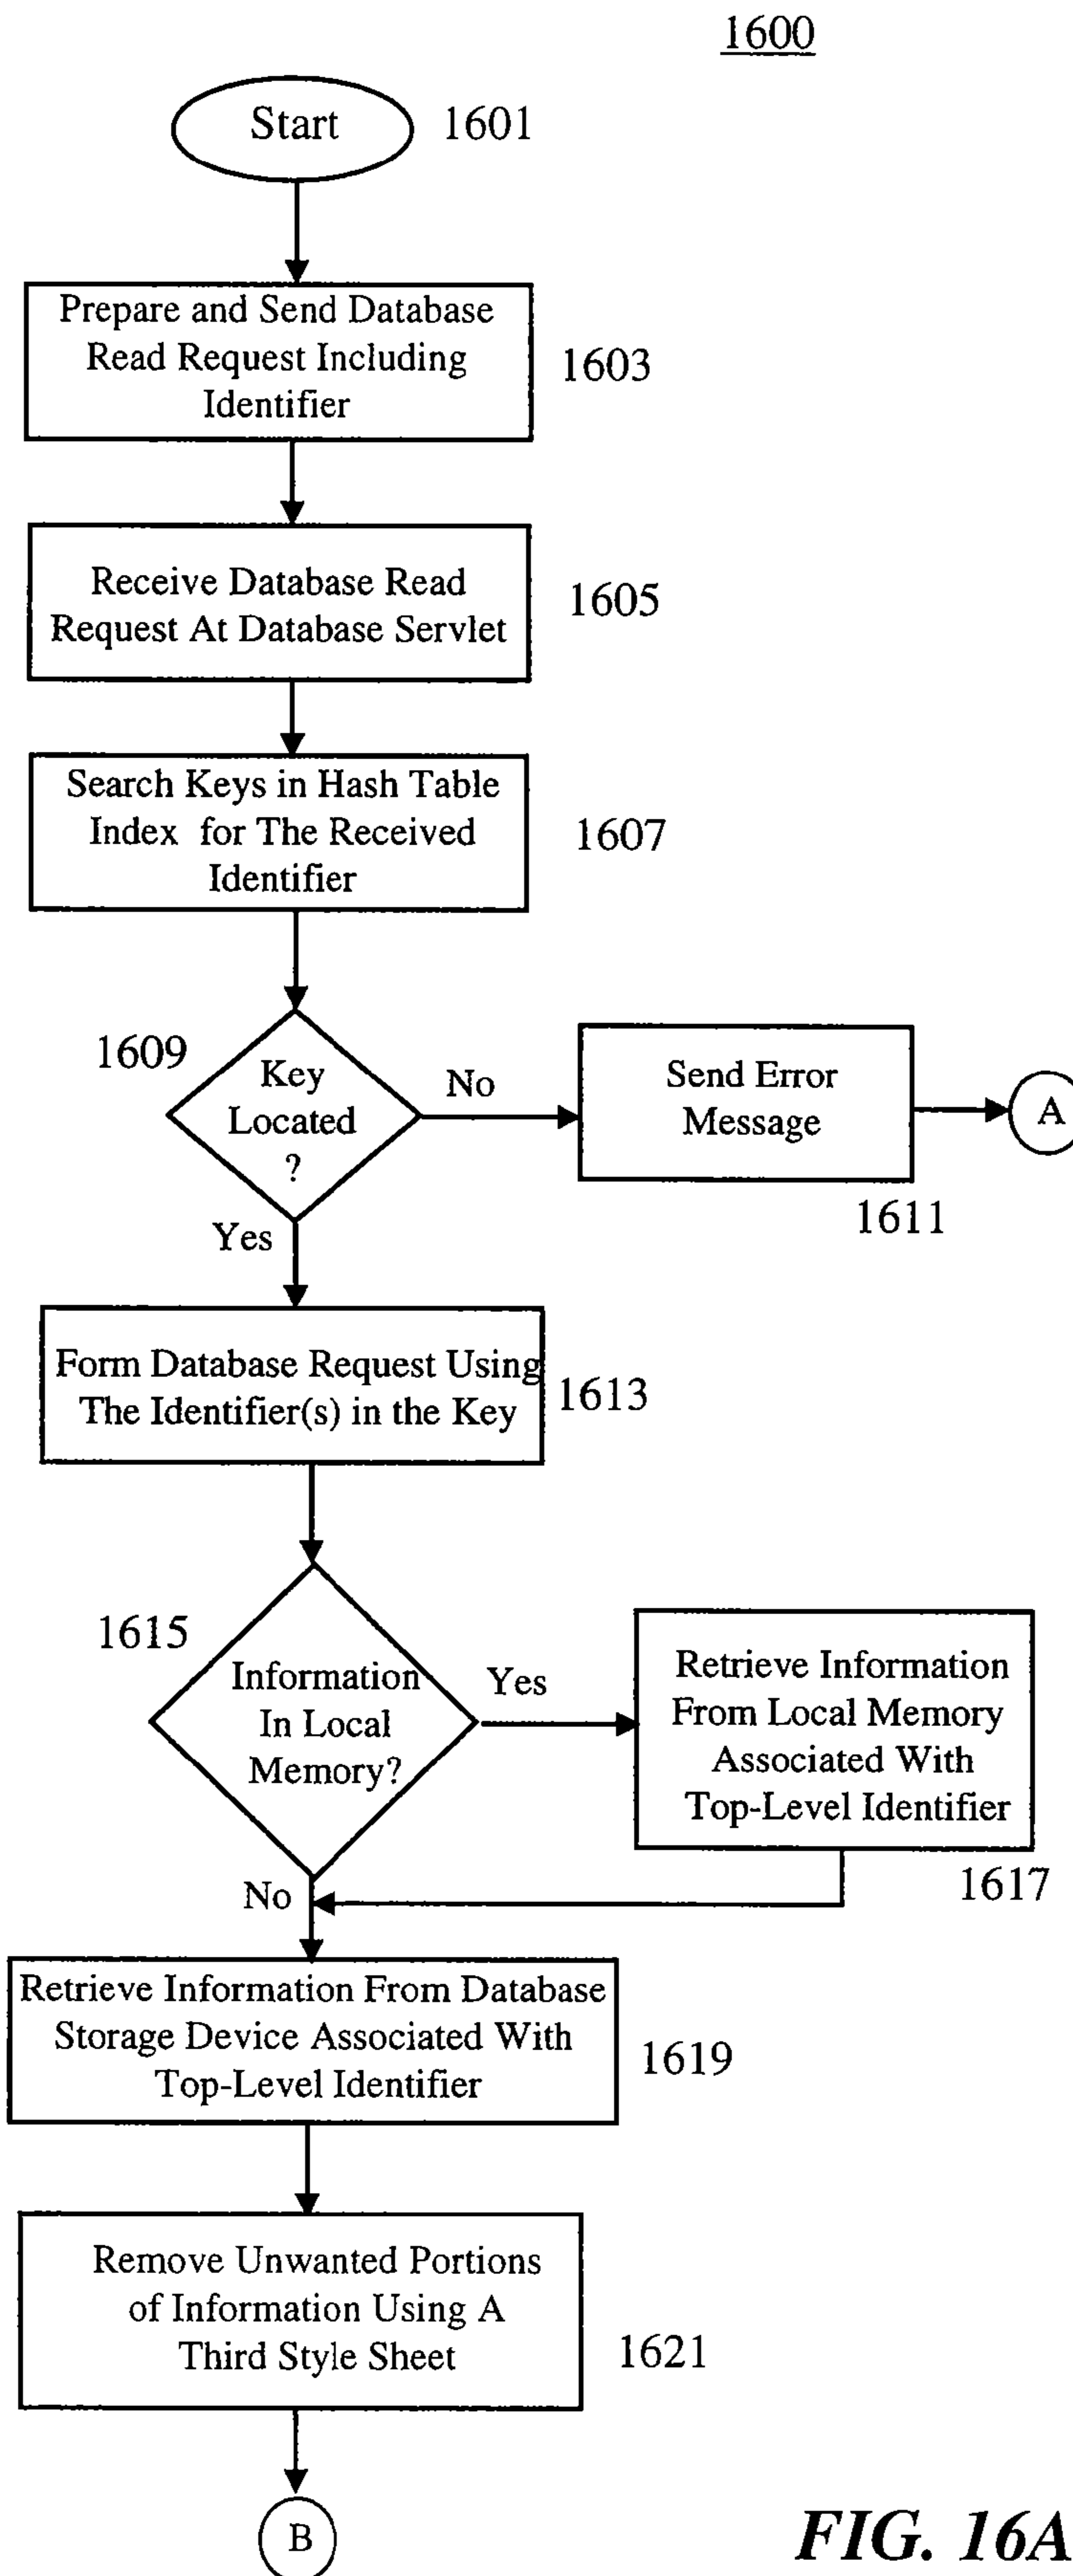 1600
Start
1601
Prepare and Send Database
Read Request Including
Identifier
1603
Receive Database Read
Request At Database Servlet
1605
Search Keys in Hash Table
Index for The Received
Identifier
1607
1609
Key
Located
?
No
Send Error
Message
A
1611
Yes
Form Database Request Using
The Identifier(s) in the Key
1613
1615
Information
In Local
Memory?
Yes
Retrieve Information
From Local Memory
Associated With
Top-Level Identifier
1617
No
Retrieve Information From Database
Storage Device Associated With
Top-Level Identifier
1619
Remove Unwanted Portions
of Information Using A
Third Style Sheet
1621
B
FIG. 16A